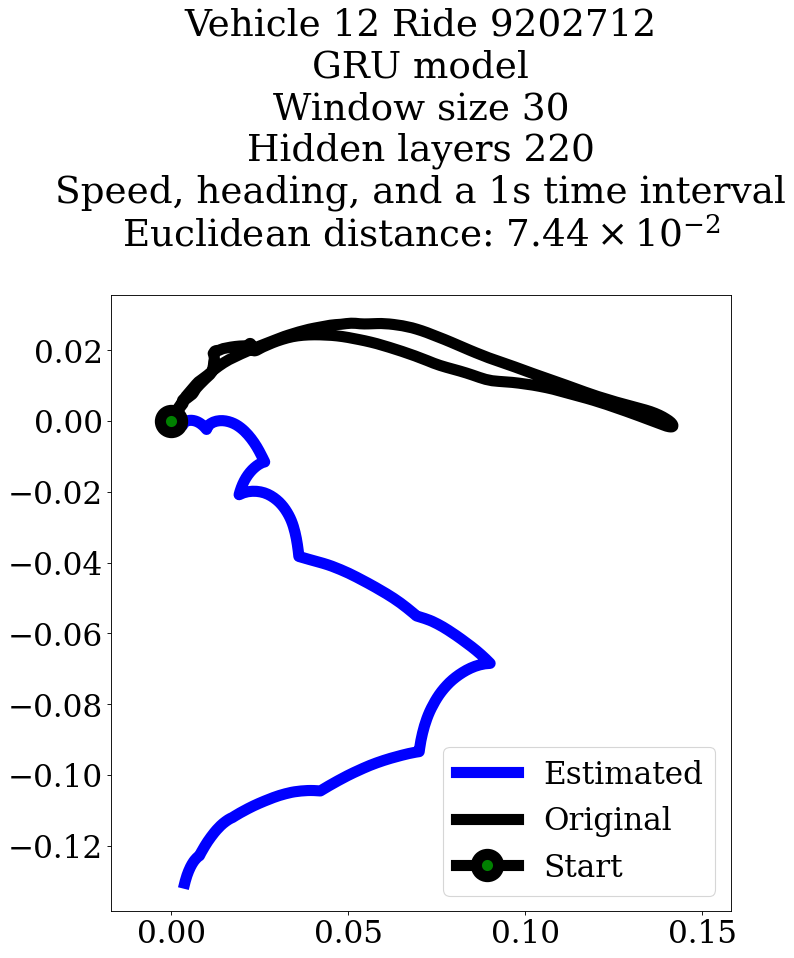 Vehicle 12 Ride 9202712
GRU model
Window size 30
Hidden layers 220
Speed, heading, and a 1s time interval
Euclidean distance: 7.44 × 10⁻²
0.02
0.00
−0.02
−0.04
−0.06
−0.08
−0.10
−0.12
Estimated
Original
Start
0.00
0.05
0.10
0.15